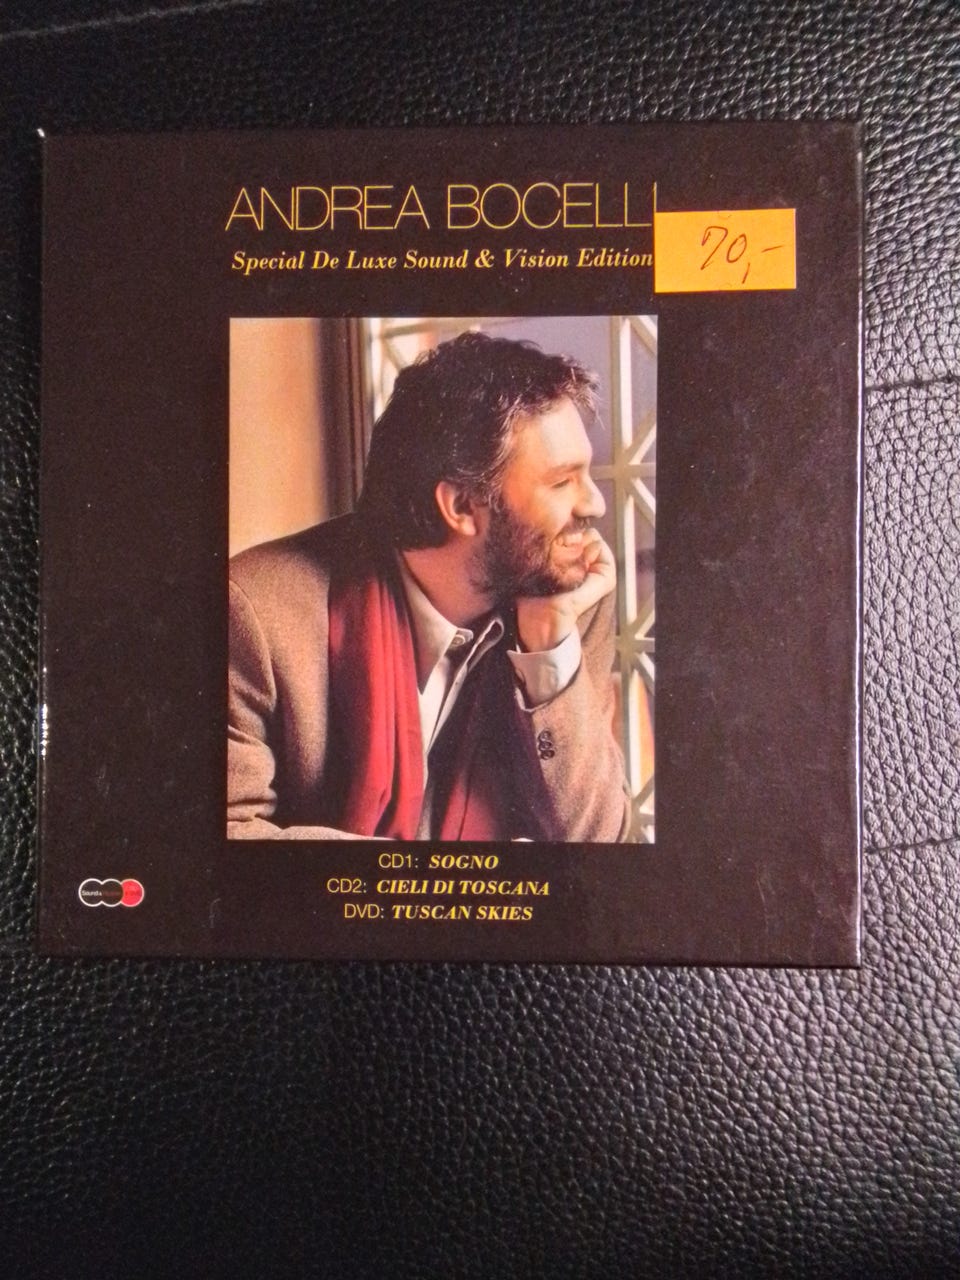 ANDREA BOCELLI
Special De Luxe Sound & Vision Edition
70,-
CD1: SOGNO
CD2: CIELI DI TOSCANA
DVD: TUSCAN SKIES